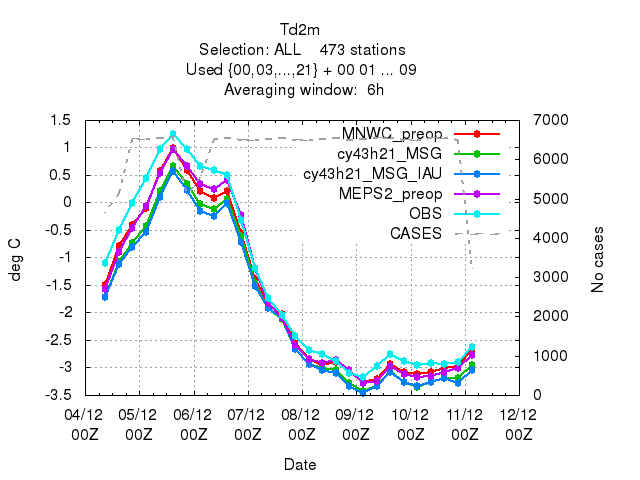 Td2m
Selection: ALL    473 stations
Used {00,03,...,21} + 00 01 ... 09
Averaging window:  6h
1.5
1
0.5
0
-0.5
-1
-1.5
-2
-2.5
-3
-3.5
deg C
7000
6000
5000
4000
3000
2000
1000
0
No cases
MNWC_preop
cy43h21_MSG
cy43h21_MSG_IAU
MEPS2_preop
OBS
CASES
04/12 05/12 06/12 07/12 08/12 09/12 10/12 11/12 12/12
00Z 00Z 00Z 00Z 00Z 00Z 00Z 00Z 00Z
Date